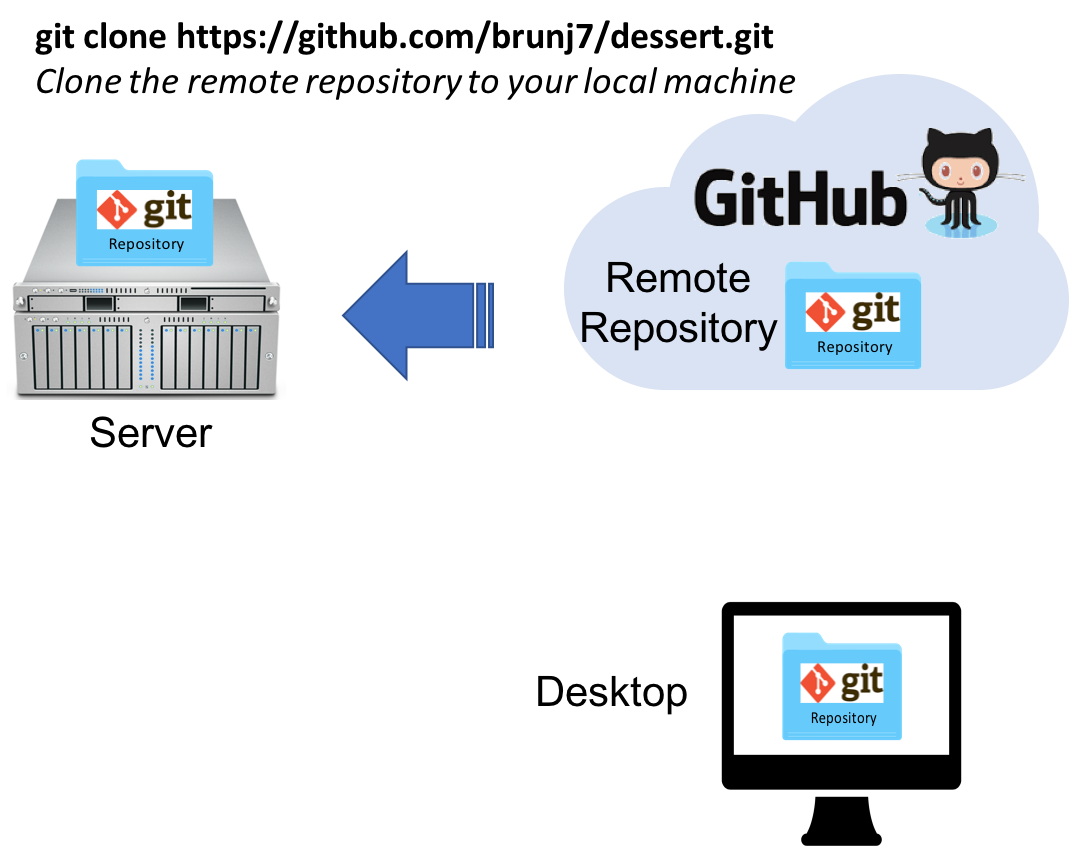 git clone https://github.com/brunj7/dessert.git
Clone the remote repository to your local machine
GitHub
git
Repository
Remote
Repository
git
Repository
Server
Desktop
git
Repository